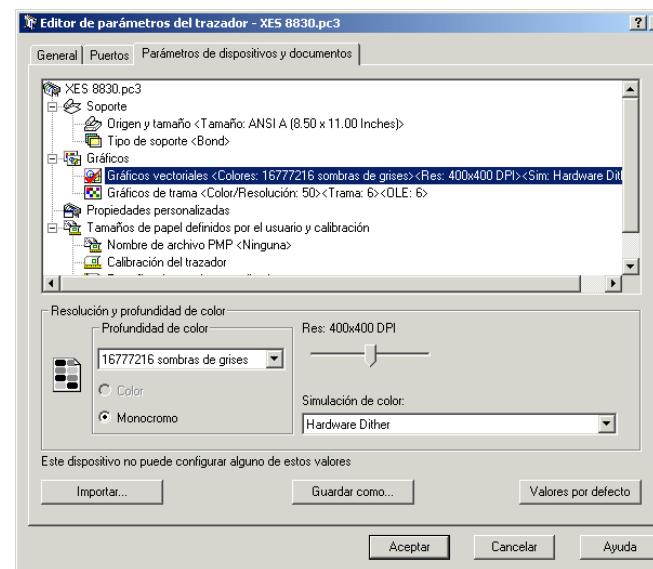 Editor de parámetros del trazador - XES 8830.pc3
General Puertos Parámetros de dispositivos y documentos
XES 8830.pc3
Soporte
Origen y tamaño <Tamaño: ANSI A (8.50 x 11.00 Inches)>
Tipo de soporte <Bond>
Gráficos
Gráficos vectoriales <Colores: 16777216 sombras de grises><Res: 400x400 DPI><Sim: Hardware Dit
Gráficos de trama <Color/Resolución: 50><Trama: 6><OLE: 6>
Propiedades personalizadas
Tamaños de papel definidos por el usuario y calibración
Nombre de archivo PMP <Ninguna>
Calibración del trazador
Resolución y profundidad de color
Profundidad de color
Res: 400x400 DPI
16777216 sombras de grises
Color
Simulación de color:
Monocromo
Hardware Dither
Este dispositivo no puede configurar alguno de estos valores
Importar... Guardar como... Valores por defecto
Aceptar Cancelar Ayuda